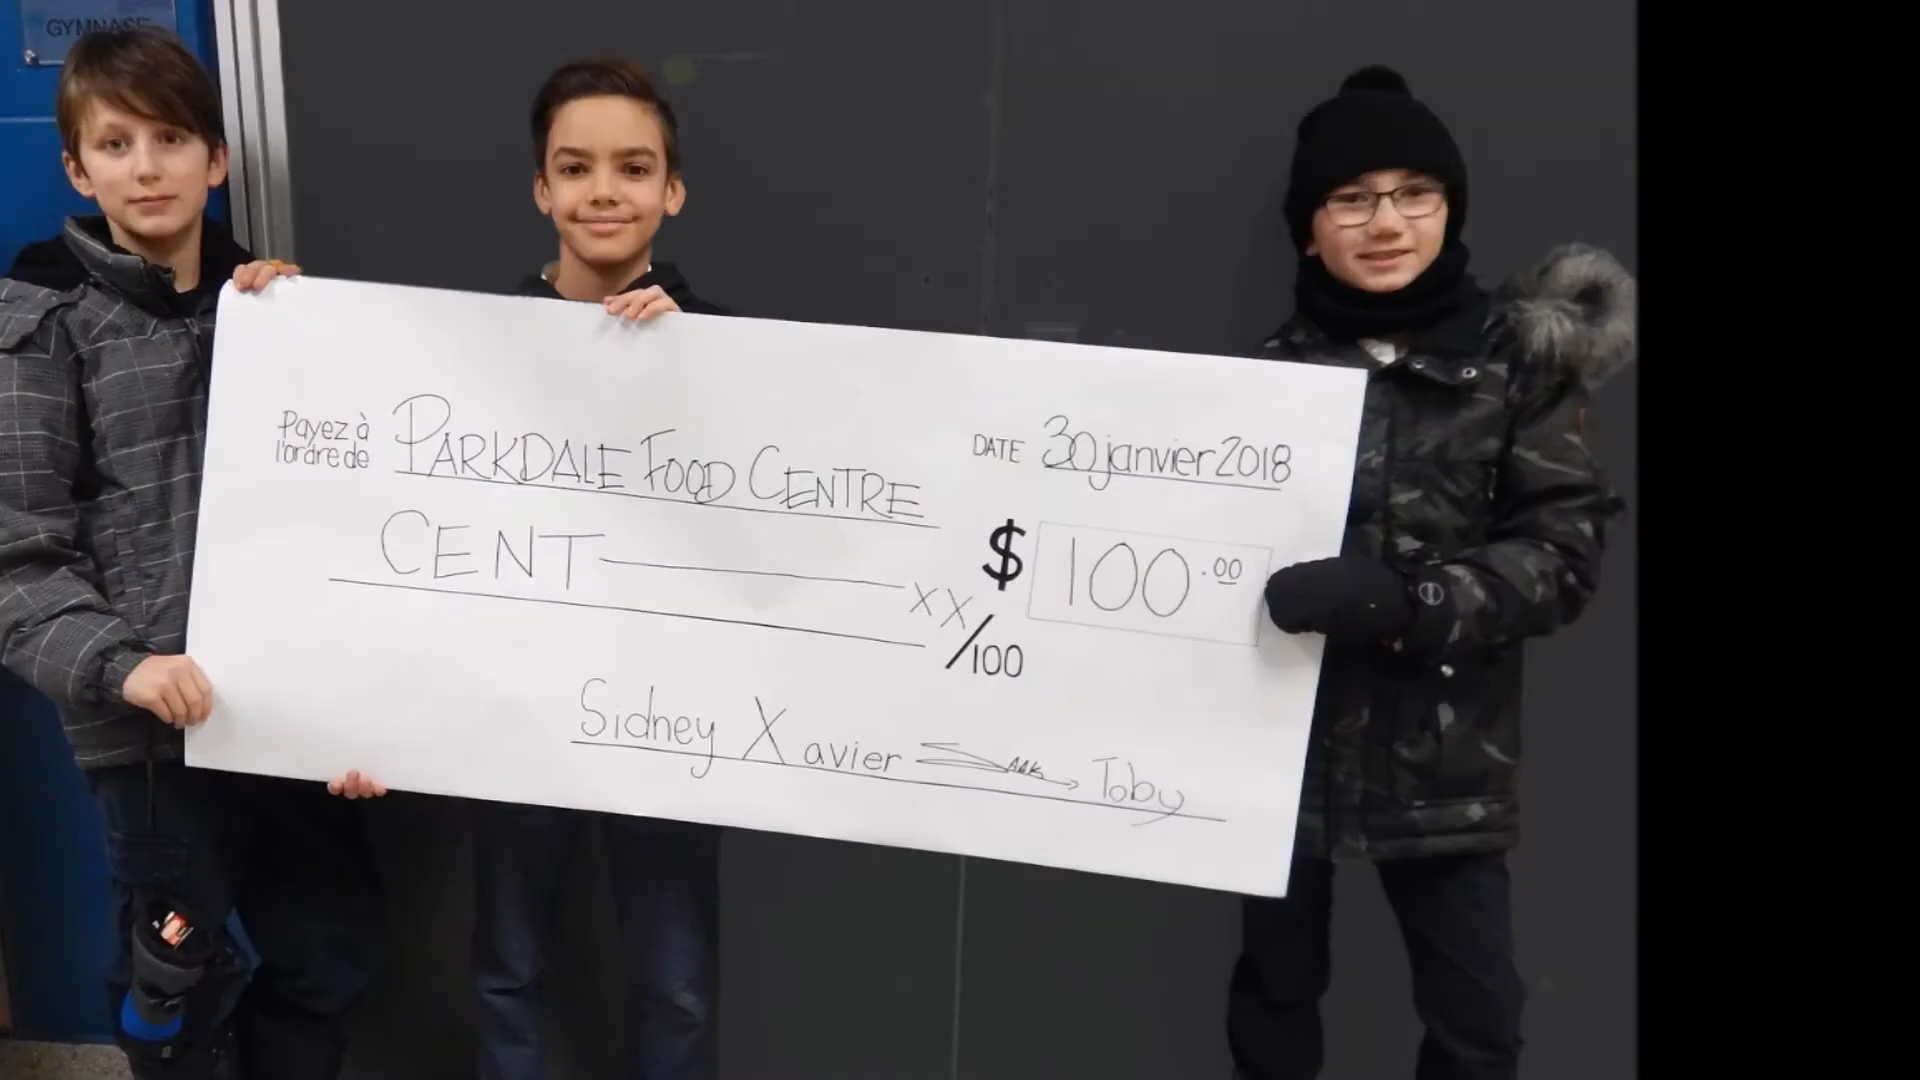 GYMNASE
Payez à
l'ordre de
PARKDALE FOOD CENTRE
DATE 30 janvier 2018
CENT
xx/100
$ 100.00
Sidney Xavier Toby